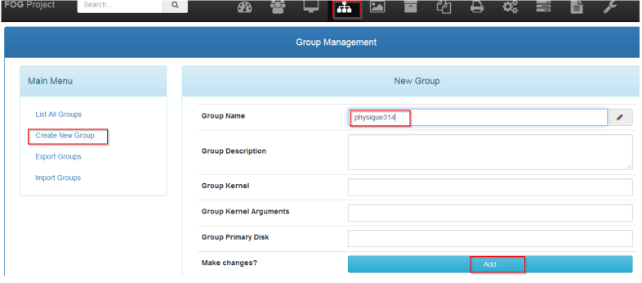 FOG Project
Search...
Group Management
Main Menu
New Group
List All Groups
Create New Group
Export Groups
Import Groups
Group Name
physique314
Group Description
Group Kernel
Group Kernel Arguments
Group Primary Disk
Make changes?
Add